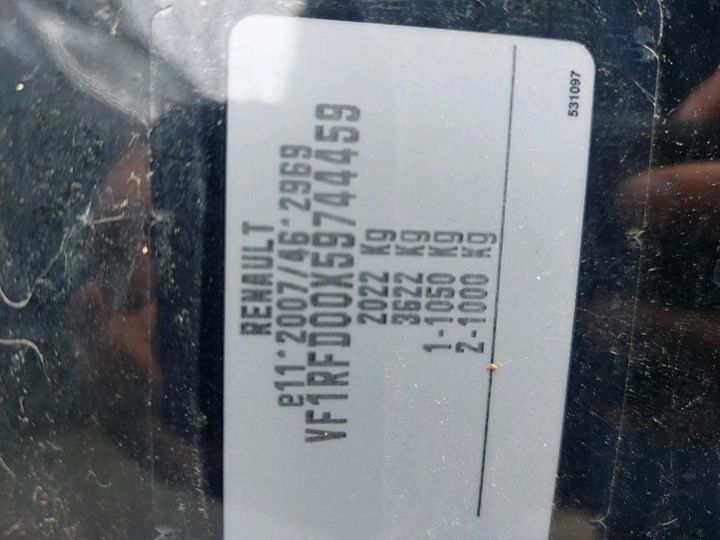 RENAULT
e11*2007/46*2969
VF1RFD00X59744459
2022 Kg
3622 Kg
1-1050 Kg
2-1000 Kg
531097